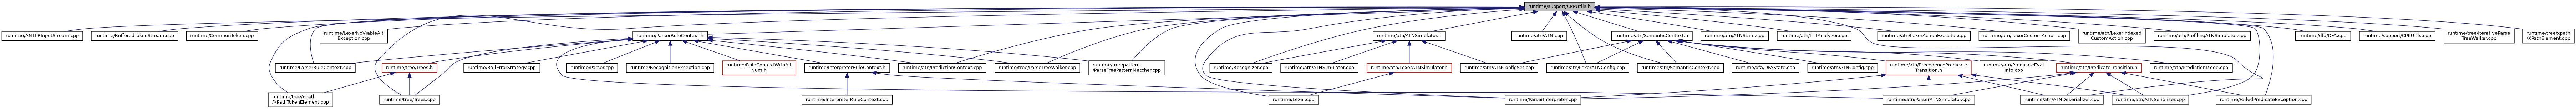 runtime/support/CPPUtils.h
runtime/ANTLRInputStream.cpp
runtime/BufferedTokenStream.cpp
runtime/CommonToken.cpp
runtime/LexerNoViableAlt
Exception.cpp
runtime/ParserRuleContext.h
runtime/atn/ATNSimulator.h
runtime/atn/ATN.cpp
runtime/atn/SemanticContext.h
runtime/atn/ATNState.cpp
runtime/atn/LL1Analyzer.cpp
runtime/atn/LexerActionExecutor.cpp
runtime/atn/LexerCustomAction.cpp
runtime/atn/LexerIndexed
CustomAction.cpp
runtime/atn/ProfilingATNSimulator.cpp
runtime/dfa/DFA.cpp
runtime/support/CPPUtils.cpp
runtime/tree/IterativeParse
TreeWalker.cpp
runtime/tree/xpath
/XPathElement.cpp
runtime/ParserRuleContext.cpp
runtime/tree/Trees.h
runtime/BailErrorStrategy.cpp
runtime/Parser.cpp
runtime/RecognitionException.cpp
runtime/RuleContextWithAlt
Num.h
runtime/InterpreterRuleContext.h
runtime/atn/PredictionContext.cpp
runtime/tree/ParseTreeWalker.cpp
runtime/tree/pattern
/ParseTreePatternMatcher.cpp
runtime/Recognizer.cpp
runtime/atn/ATNSimulator.cpp
runtime/atn/LexerATNSimulator.h
runtime/atn/ATNConfigSet.cpp
runtime/atn/LexerATNConfig.cpp
runtime/atn/SemanticContext.cpp
runtime/dfa/DFAState.cpp
runtime/atn/ATNConfig.cpp
runtime/atn/PrecedencePredicate
Transition.h
runtime/atn/PredicateEval
Info.cpp
runtime/atn/PredicateTransition.h
runtime/atn/PredictionMode.cpp
runtime/tree/xpath
/XPathTokenElement.cpp
runtime/tree/Trees.cpp
runtime/InterpreterRuleContext.cpp
runtime/Lexer.cpp
runtime/ParserInterpreter.cpp
runtime/atn/ParserATNSimulator.cpp
runtime/atn/ATNDeserializer.cpp
runtime/atn/ATNSerializer.cpp
runtime/FailedPredicateException.cpp